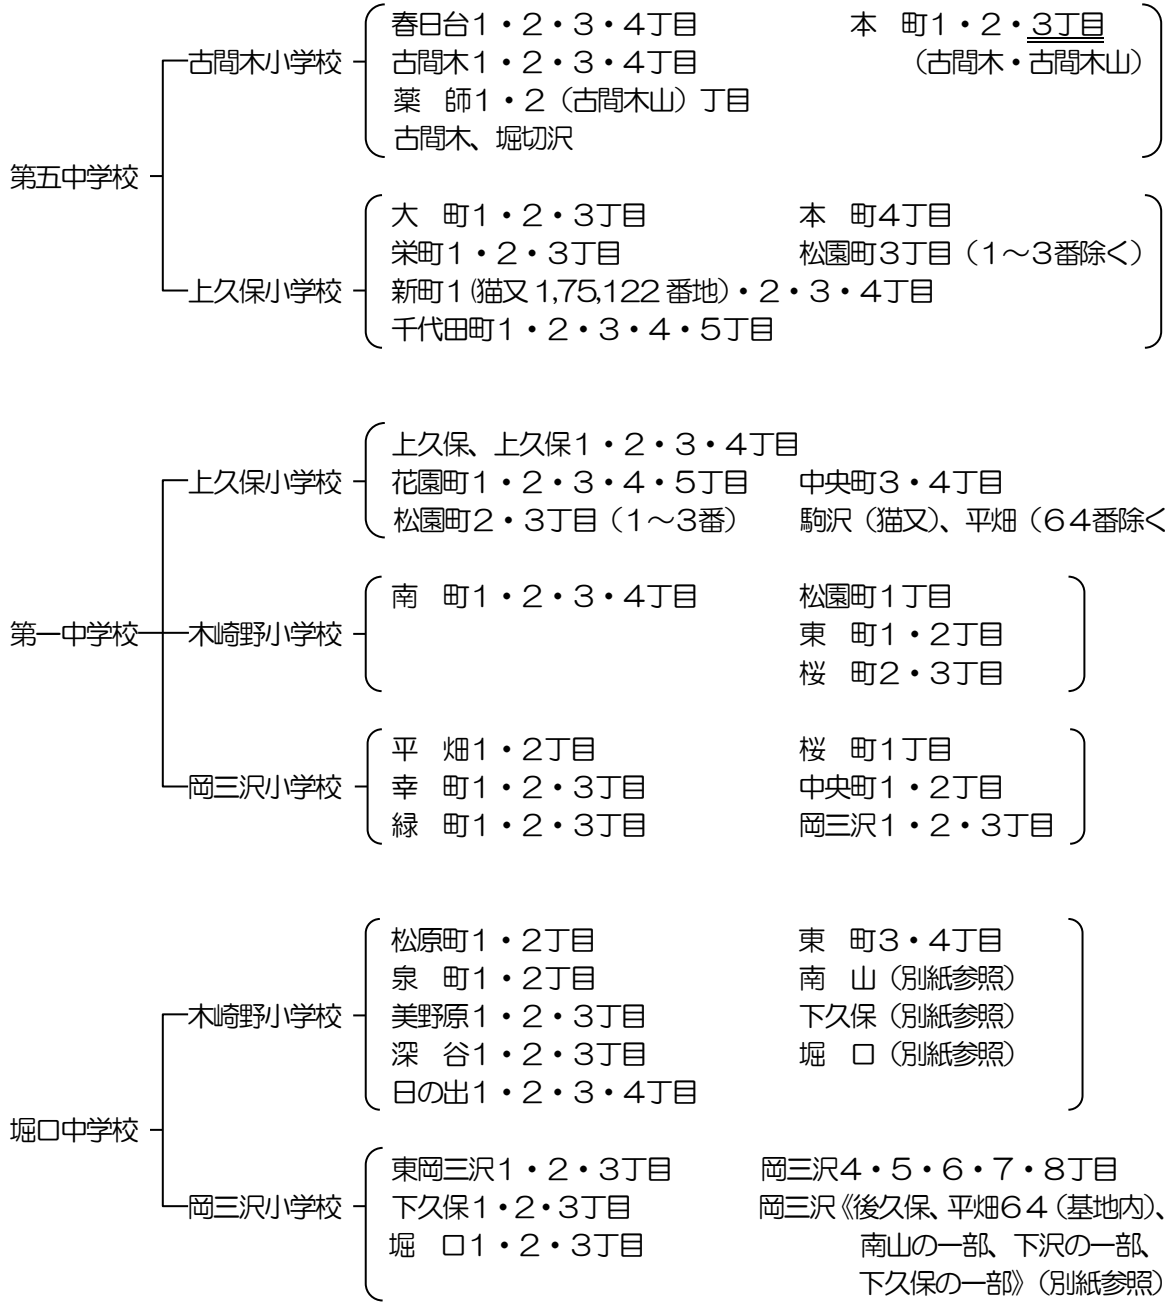 春日台１・２・３・４丁目　本　町１・２・３丁目
古間木小学校　古間木１・２・３・４丁目　（古間木・古間木山）
薬　師１・２（古間木山）丁目
古間木、堀切沢
第五中学校
大　町１・２・３丁目　本　町４丁目
栄町１・２・３丁目　松園町３丁目（１～３番除く）
上久保小学校　新町１(猫又1,75,122番地)・２・３・４丁目
千代田町１・２・３・４・５丁目
上久保、上久保１・２・３・４丁目
上久保小学校　花園町１・２・３・４・５丁目　中央町３・４丁目
松園町２・３丁目（１～３番）　駒沢（猫又）、平畑（６４番除く
南　町１・２・３・４丁目　松園町１丁目
第一中学校　木崎野小学校　東　町１・２丁目
桜　町２・３丁目
平　畑１・２丁目　桜　町１丁目
岡三沢小学校　幸　町１・２・３丁目　中央町１・２丁目
緑　町１・２・３丁目　岡三沢１・２・３丁目
松原町１・２丁目　東　町３・４丁目
泉　町１・２丁目　南　山（別紙参照）
木崎野小学校　美野原１・２・３丁目　下久保（別紙参照）
深　谷１・２・３丁目　堀　口（別紙参照）
日の出１・２・３・４丁目
堀口中学校
東岡三沢１・２・３丁目　岡三沢４・５・６・７・８丁目
岡三沢小学校　下久保１・２・３丁目　岡三沢《後久保、平畑６４（基地内）、
堀　口１・２・３丁目　南山の一部、下沢の一部、
下久保の一部》（別紙参照）